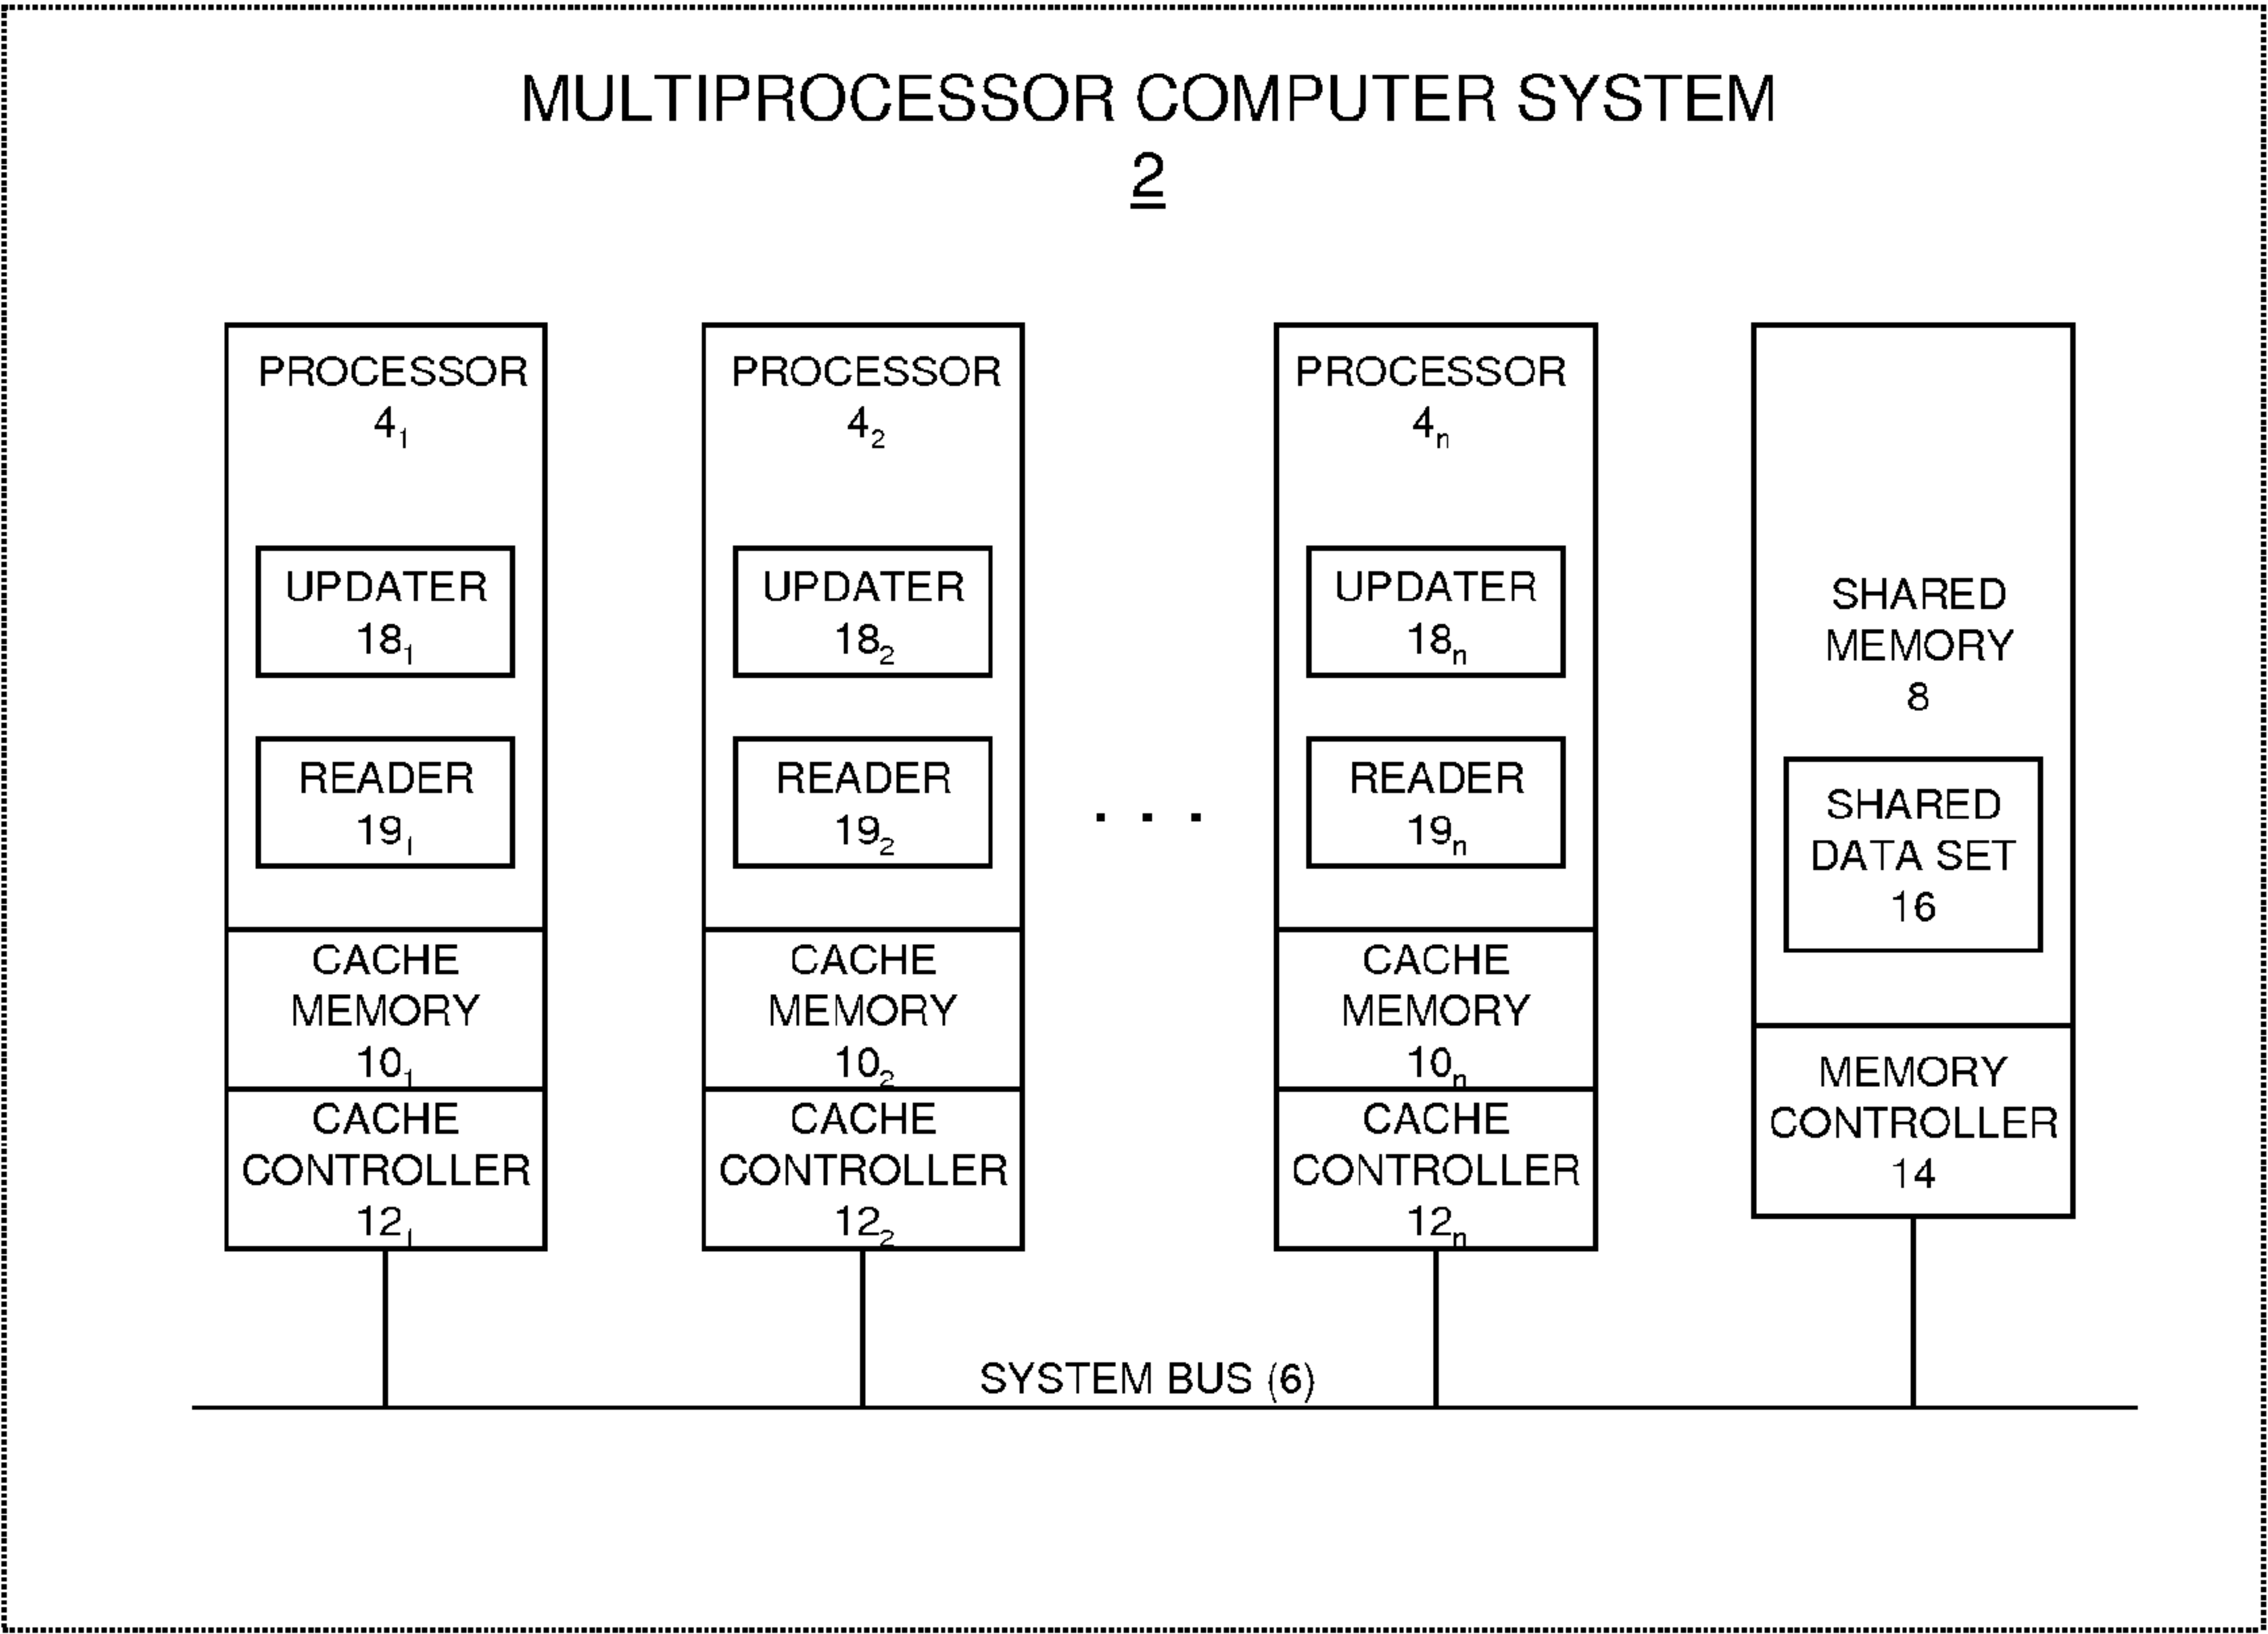 MULTIPROCESSOR COMPUTER SYSTEM
2
PROCESSOR
4₁
UPDATER
18₁
READER
19₁
CACHE
MEMORY
10₁
CACHE
CONTROLLER
12₁
PROCESSOR
4₂
UPDATER
18₂
READER
19₂
CACHE
MEMORY
10₂
CACHE
CONTROLLER
12₂
. . .
PROCESSOR
4ₙ
UPDATER
18ₙ
READER
19ₙ
CACHE
MEMORY
10ₙ
CACHE
CONTROLLER
12ₙ
SHARED
MEMORY
8
SHARED
DATA SET
16
MEMORY
CONTROLLER
14
SYSTEM BUS (6)